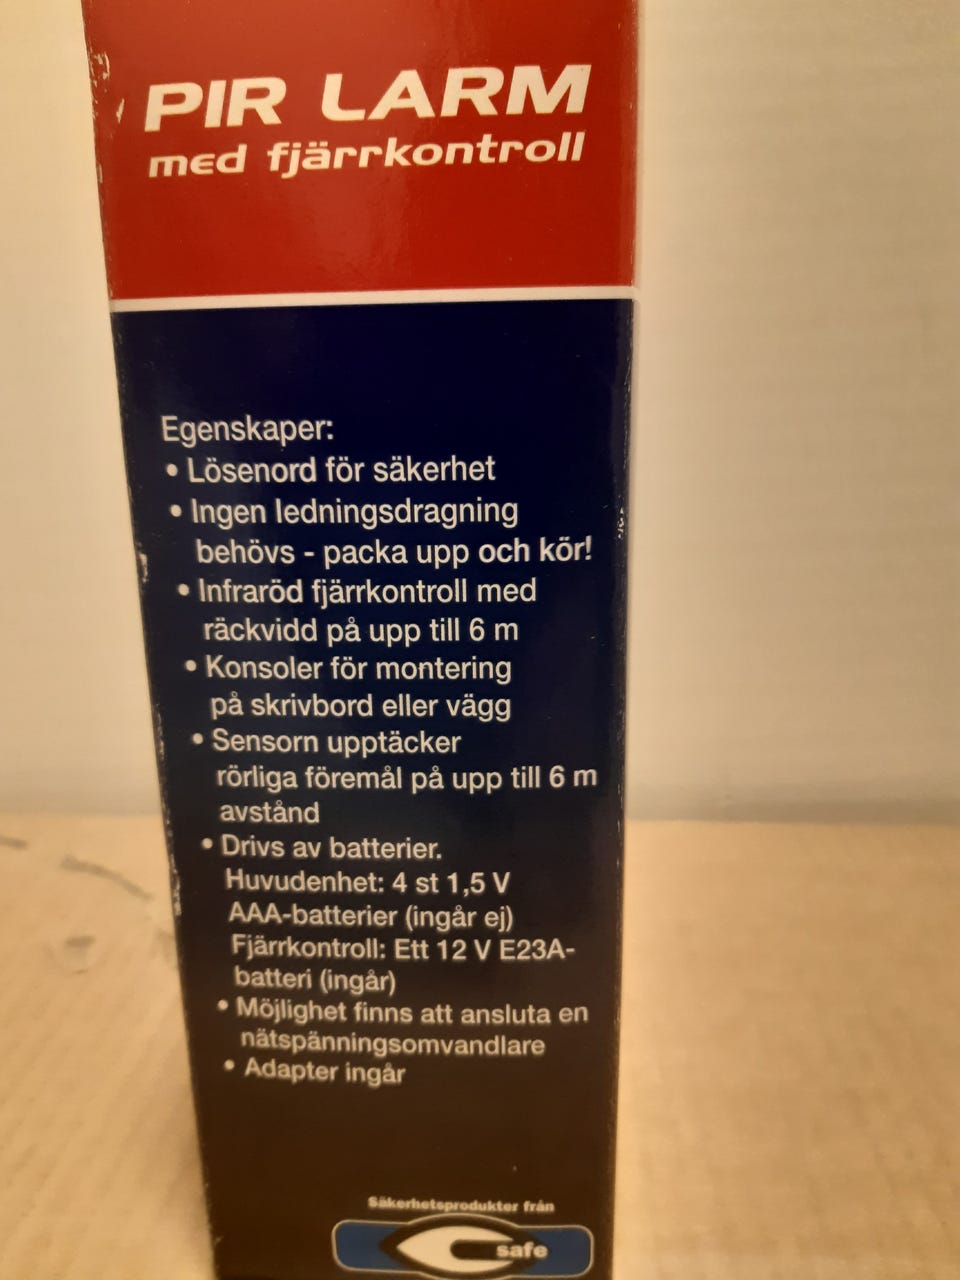 PIR LARM
med fjärrkontroll
Egenskaper:
• Lösenord för säkerhet
• Ingen ledningsdragning
behövs - packa upp och kör!
• Infraröd fjärrkontroll med
räckvidd på upp till 6 m
• Konsoler för montering
på skrivbord eller vägg
• Sensorn upptäcker
rörliga föremål på upp till 6 m
avstånd
• Drivs av batterier.
Huvudenhet: 4 st 1,5 V
AAA-batterier (ingår ej)
Fjärrkontroll: Ett 12 V E23A-
batteri (ingår)
• Möjlighet finns att ansluta en
nätspänningsomvandlare
• Adapter ingår
Säkerhetsprodukter från
safe